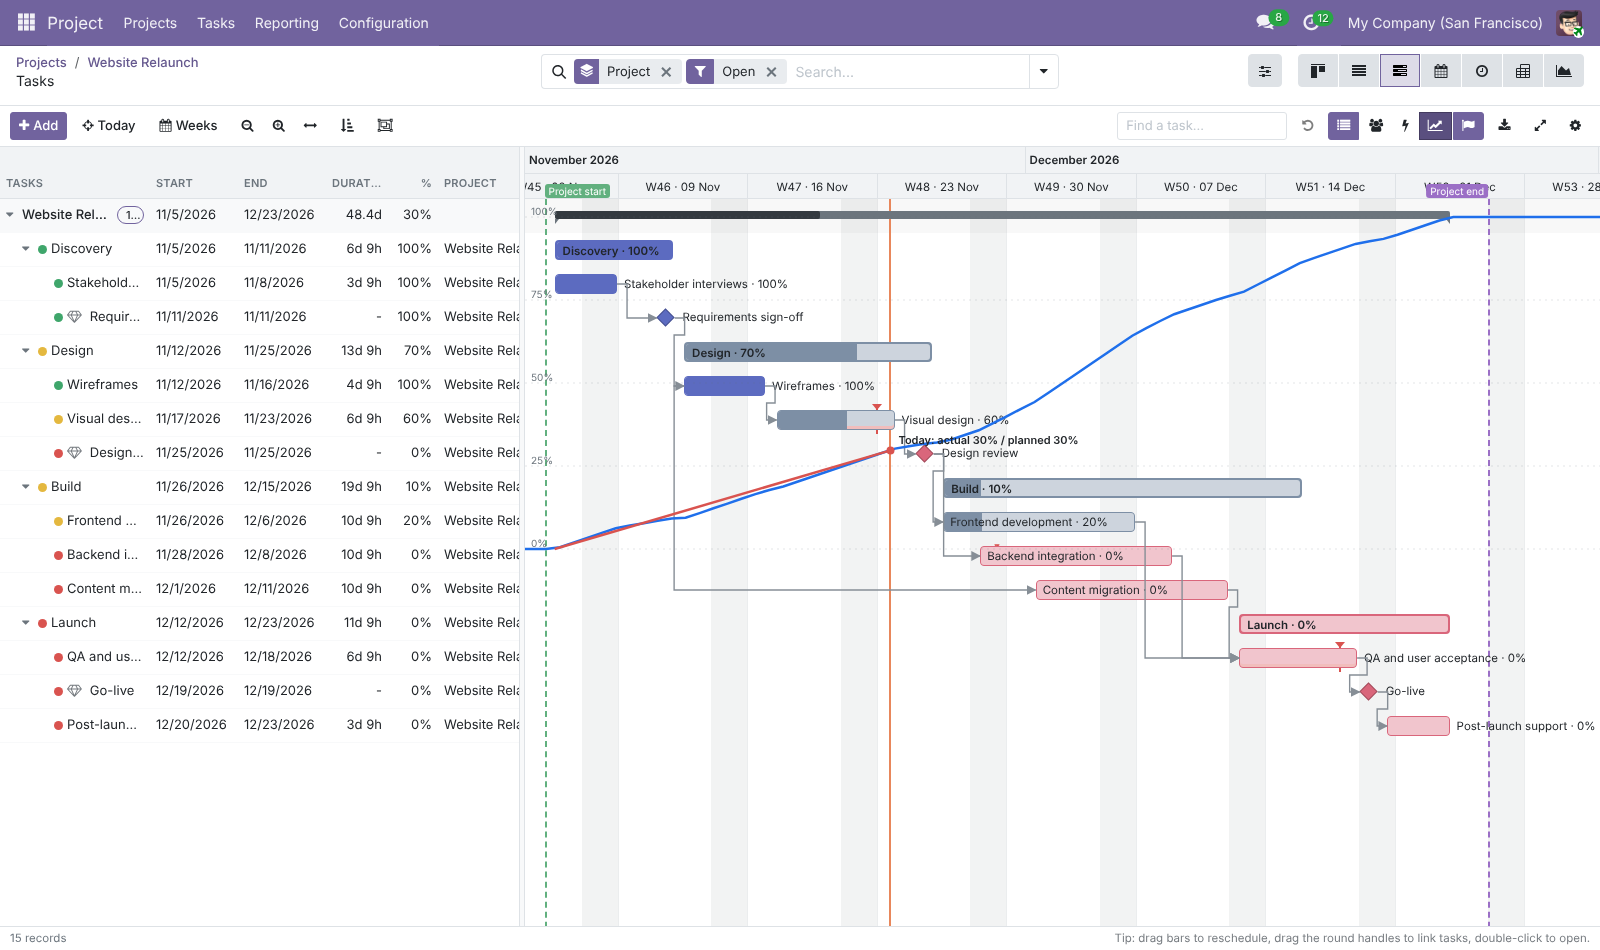 Project Projects Tasks Reporting Configuration 8 12 My Company (San Francisco)
Projects / Website Relaunch
Tasks
Project Open Search...
Add Today Weeks Find a task...
November 2026 December 2026
TASKS START END DURAT... % PROJECT
W46 · 09 Nov W47 · 16 Nov W48 · 23 Nov W49 · 30 Nov W50 · 07 Dec W51 · 14 Dec W53 · 28
Project start Project end
Website Rel... 1... 11/5/2026 12/23/2026 48.4d 30%
Discovery 11/5/2026 11/11/2026 6d 9h 100% Website Rela
Stakehold... 11/5/2026 11/8/2026 3d 9h 100% Website Rela
Requir... 11/11/2026 11/11/2026 - 100% Website Rela
Design 11/12/2026 11/25/2026 13d 9h 70% Website Rela
Wireframes 11/12/2026 11/16/2026 4d 9h 100% Website Rela
Visual des... 11/17/2026 11/23/2026 6d 9h 60% Website Rela
Design... 11/25/2026 11/25/2026 - 0% Website Rela
Build 11/26/2026 12/15/2026 19d 9h 10% Website Rela
Frontend ... 11/26/2026 12/6/2026 10d 9h 20% Website Rela
Backend i... 11/28/2026 12/8/2026 10d 9h 0% Website Rela
Content m... 12/1/2026 12/11/2026 10d 9h 0% Website Rela
Launch 12/12/2026 12/23/2026 11d 9h 0% Website Rela
QA and us... 12/12/2026 12/18/2026 6d 9h 0% Website Rela
Go-live 12/19/2026 12/19/2026 - 0% Website Rela
Post-laun... 12/20/2026 12/23/2026 3d 9h 0% Website Rela
100%
Discovery · 100%
Stakeholder interviews · 100%
75%
Requirements sign-off
Design · 70%
50%
Wireframes · 100%
Visual design · 60%
Today: actual 30% / planned 30%
Design review
25%
Build · 10%
Frontend development · 20%
0%
Backend integration · 0%
Content migration · 0%
Launch · 0%
QA and user acceptance · 0%
Go-live
Post-launch support · 0%
15 records
Tip: drag bars to reschedule, drag the round handles to link tasks, double-click to open.